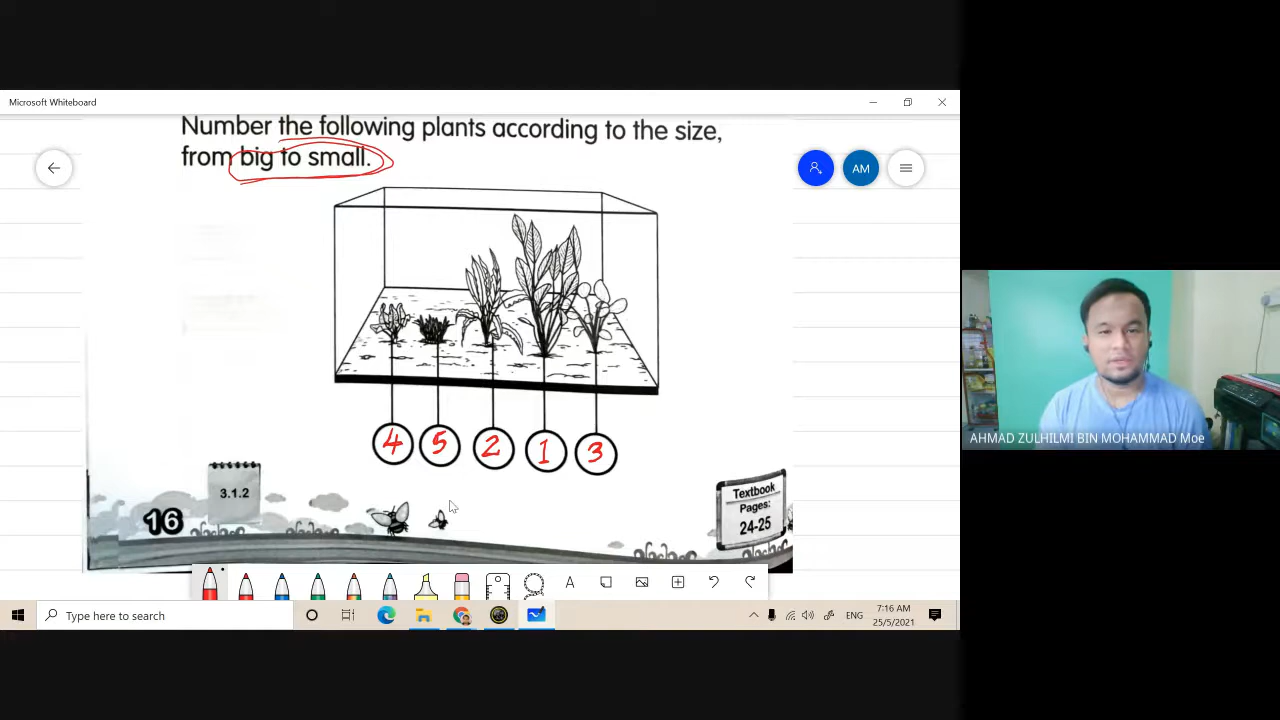 Microsoft Whiteboard
Number the following plants according to the size,
from big to small.
AM
4 5 2 1 3
3.1.2
16
Textbook
Pages:
24-25
AHMAD ZULHILMI BIN MOHAMMAD Moe
A
Type here to search
ENG
7:16 AM
25/5/2021